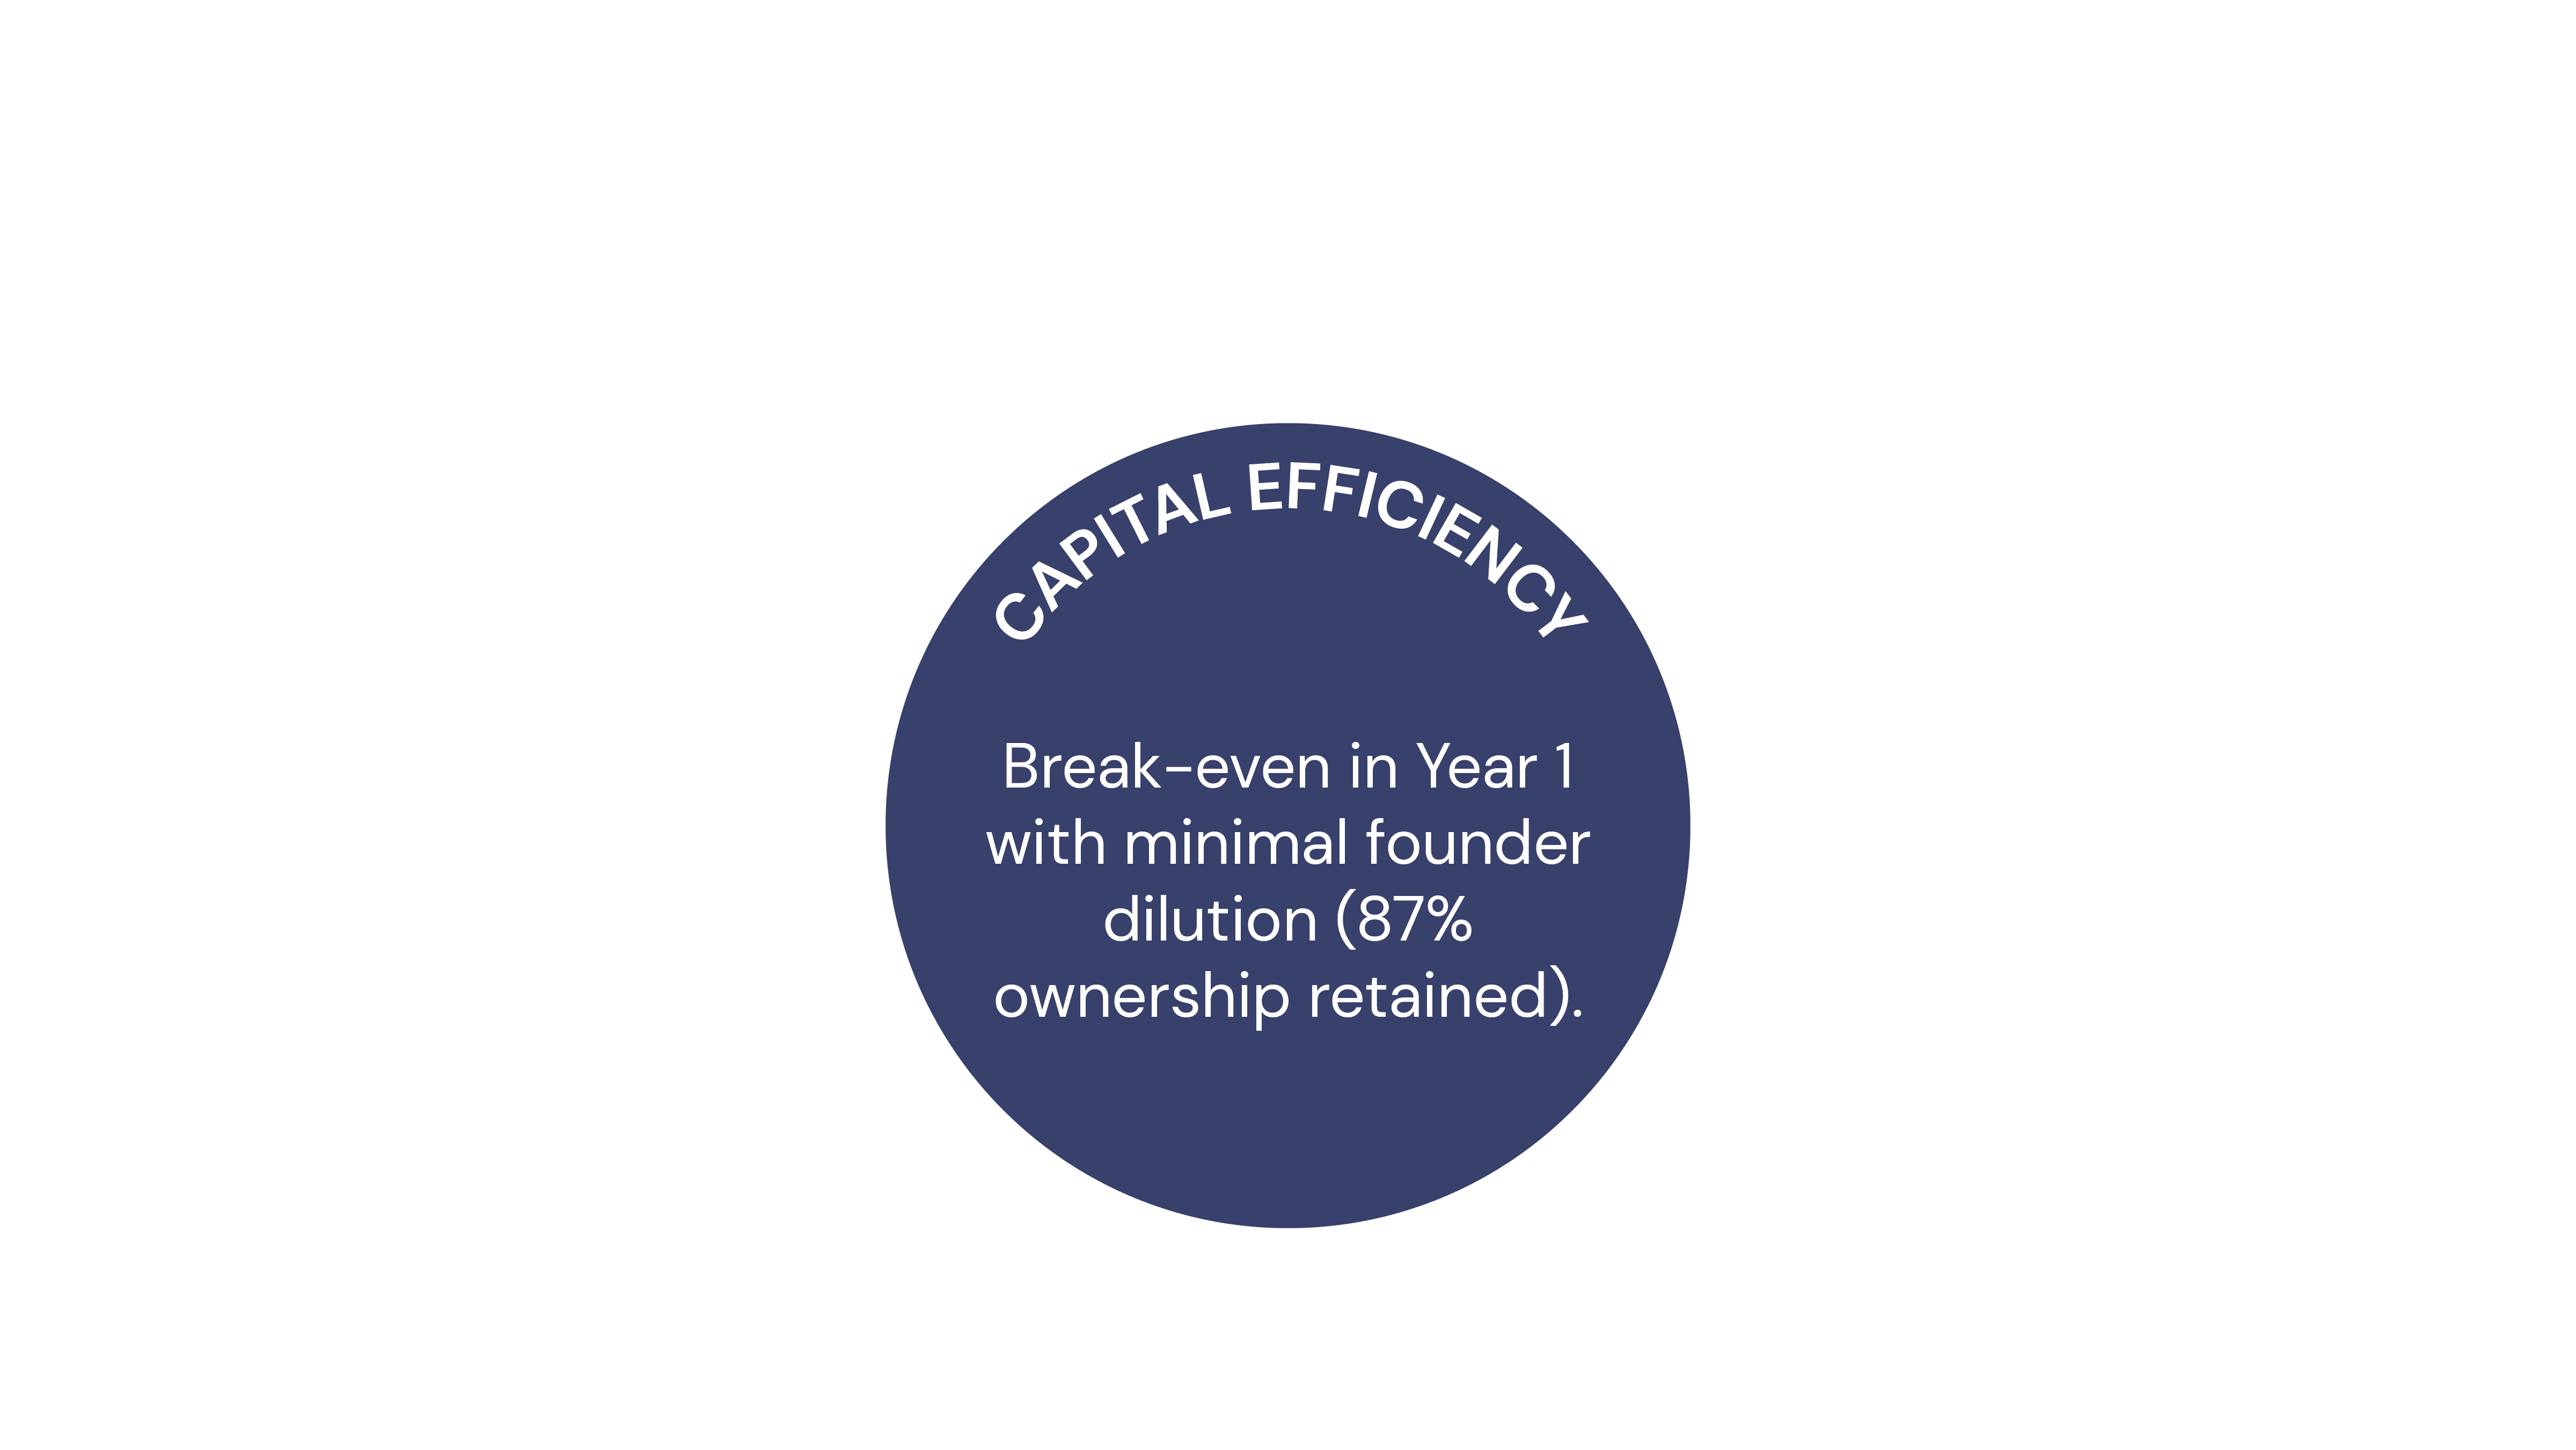 CAPITAL EFFICIENCY
Break-even in Year 1
with minimal founder
dilution (87%
ownership retained).